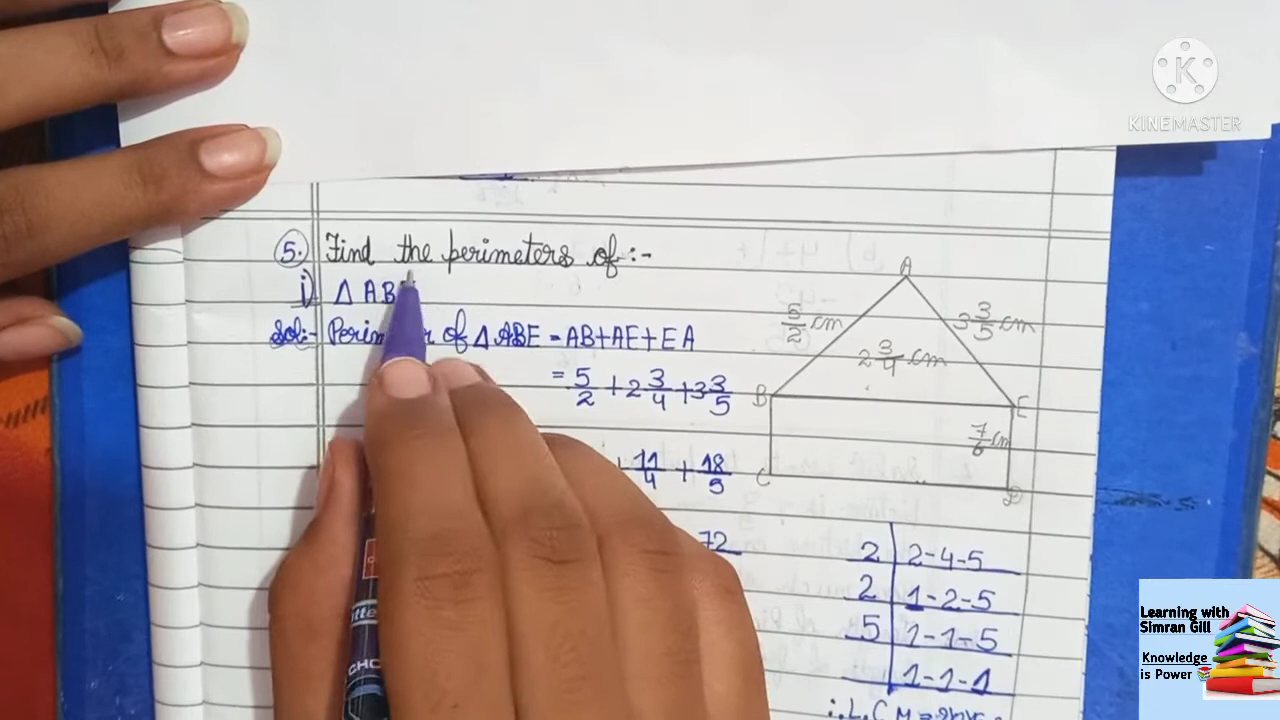 KINEMASTER
5. Find the perimeters of :-
i) Δ AB
Sol:- Perim r of Δ ABE = AB+AE+EA
= 5/2 + 2 3/4 + 3 3/5
+ 11/4 + 18/5
72
A
5/2 cm
3 3/5 cm
2 3/4 cm
B
E
7/6 cm
C
D
2 | 2-4-5
2 | 1-2-5
5 | 1-1-5
1-1-1
∴ L.C.M =
Learning with
Simran Gill
Knowledge
is Power